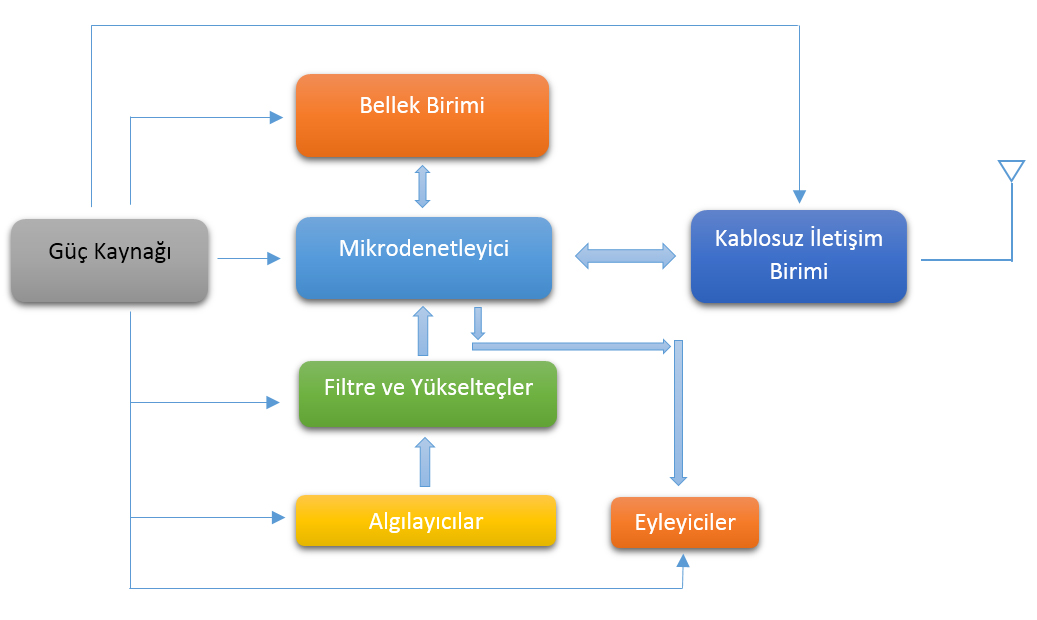 Bellek Birimi
Güç Kaynağı
Mikrodenetleyici
Kablosuz İletişim
Birimi
Filtre ve Yükselteçler
Algılayıcılar
Eyleyiciler